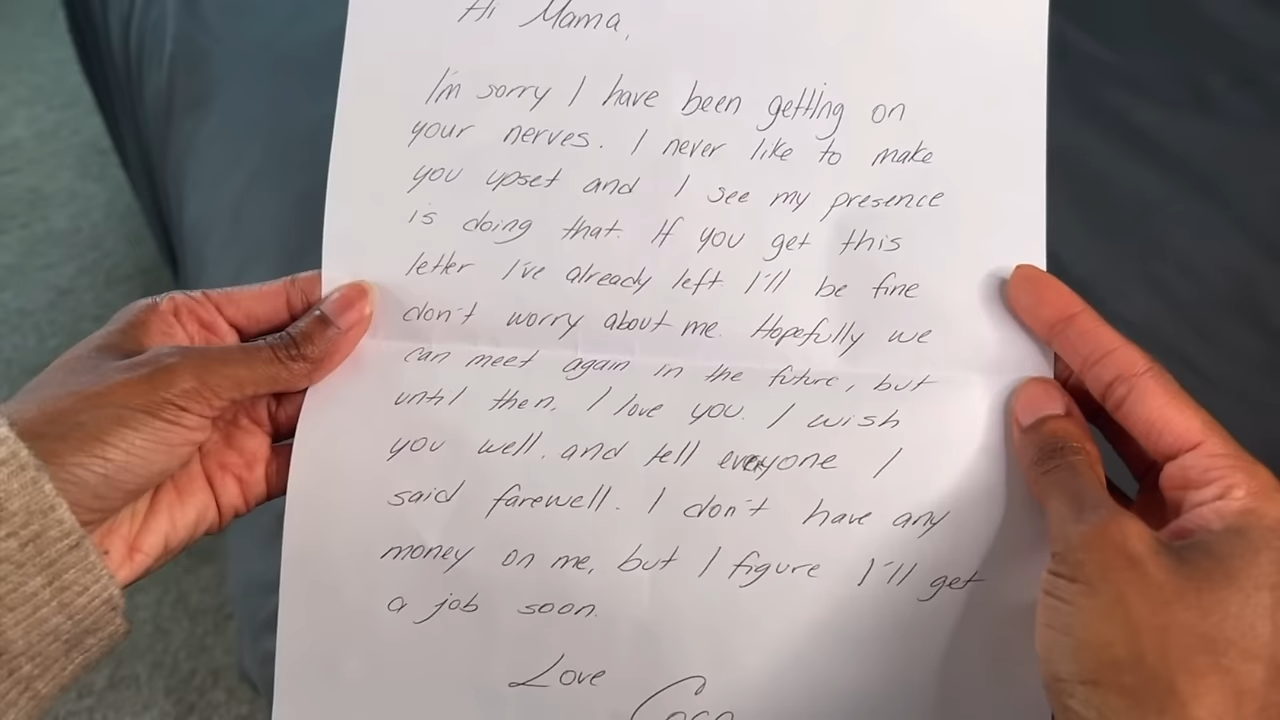 Hi Mama,
I'm sorry I have been getting on
your nerves. I never like to make
you upset and I see my presence
is doing that. If you get this
letter I've already left. I'll be fine
don't worry about me. Hopefully we
can meet again in the future, but
until then, I love you. I wish
you well, and tell everyone I
said farewell. I don't have any
money on me, but I figure I'll get
a job soon.
Love
Coco